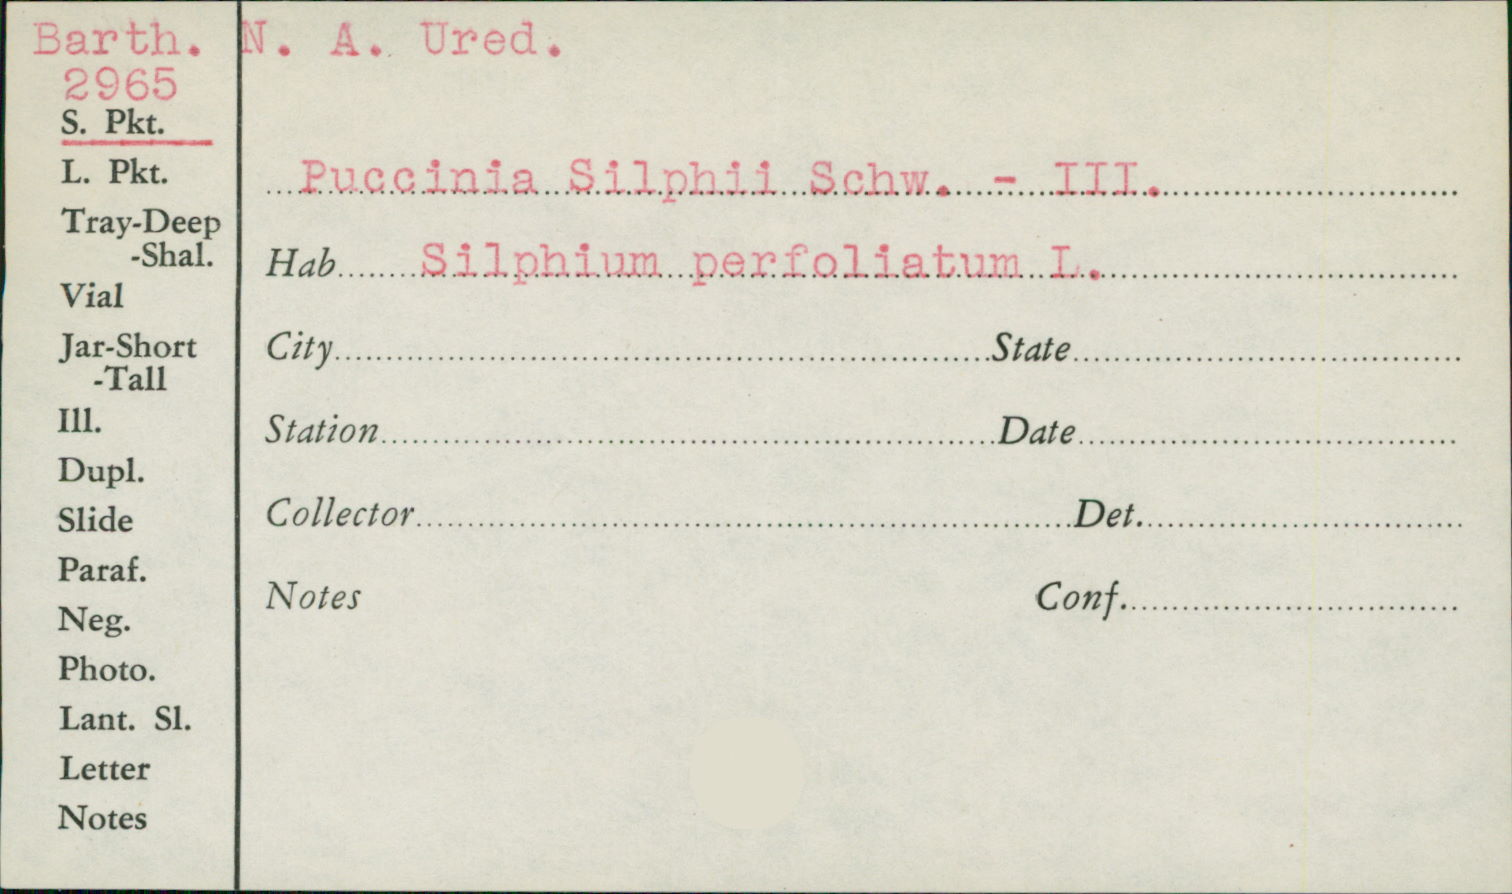 Barth. N. A. Ured.
2965
S. Pkt.
L. Pkt.
Tray-Deep
-Shal.
Vial
Jar-Short
-Tall
Ill.
Dupl.
Slide
Paraf.
Neg.
Photo.
Lant. Sl.
Letter
Notes
Puccinia Silphii Schw. - III.
Hab. Silphium perfoliatum L.
City State
Station Date
Collector Det.
Notes Conf.